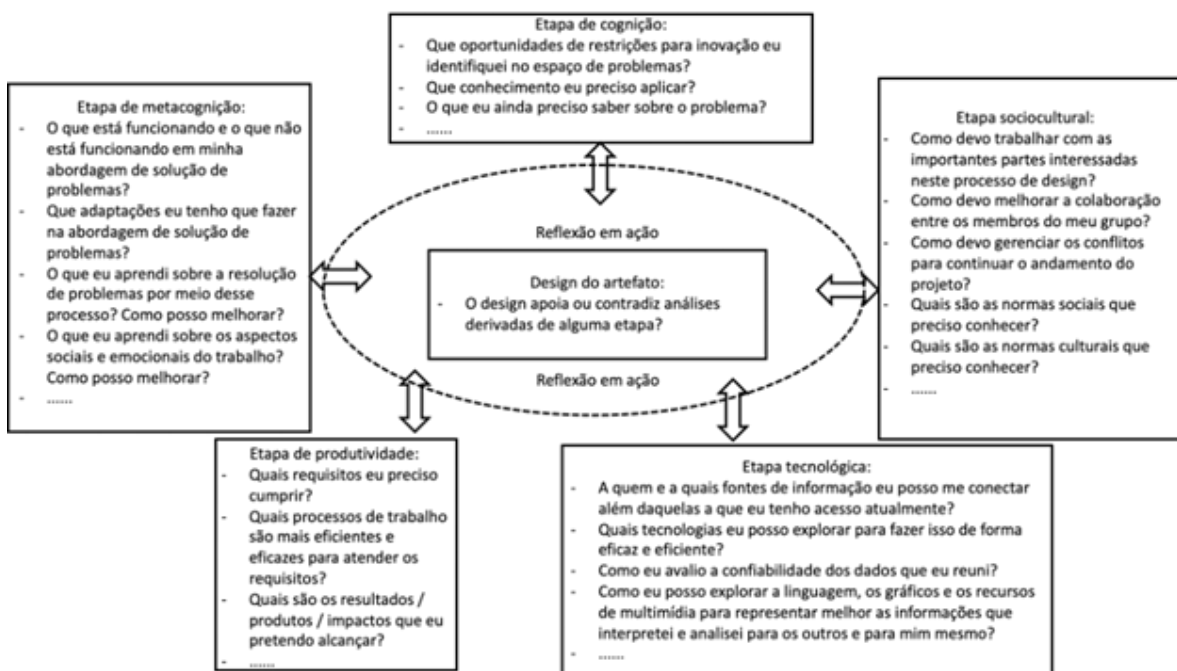 Etapa de cognição:
- Que oportunidades de restrições para inovação eu
identifiquei no espaço de problemas?
- Que conhecimento eu preciso aplicar?
- O que eu ainda preciso saber sobre o problema?
- ......
Etapa de metacognição:
- O que está funcionando e o que não
está funcionando em minha
abordagem de solução de
problemas?
- Que adaptações eu tenho que fazer
na abordagem de solução de
problemas?
- O que eu aprendi sobre a resolução
de problemas por meio desse
processo? Como posso melhorar?
- O que eu aprendi sobre os aspectos
sociais e emocionais do trabalho?
Como posso melhorar?
- ......
Reflexão em ação
Design do artefato:
- O design apoia ou contradiz análises
derivadas de alguma etapa?
Reflexão em ação
Etapa sociocultural:
- Como devo trabalhar com as
importantes partes interessadas
neste processo de design?
- Como devo melhorar a colaboração
entre os membros do meu grupo?
- Como devo gerenciar os conflitos
para continuar o andamento do
projeto?
- Quais são as normas sociais que
preciso conhecer?
- Quais são as normas culturais que
preciso conhecer?
- ......
Etapa de produtividade:
- Quais requisitos eu preciso
cumprir?
- Quais processos de trabalho
são mais eficientes e
eficazes para atender os
requisitos?
- Quais são os resultados /
produtos / impactos que eu
pretendo alcançar?
- ......
Etapa tecnológica:
- A quem e a quais fontes de informação eu posso me conectar
além daquelas a que eu tenho acesso atualmente?
- Quais tecnologias eu posso explorar para fazer isso de forma
eficaz e eficiente?
- Como eu avalio a confiabilidade dos dados que eu reuni?
- Como eu posso explorar a linguagem, os gráficos e os recursos
de multimídia para representar melhor as informações que
interpretei e analisei para os outros e para mim mesmo?
- ......